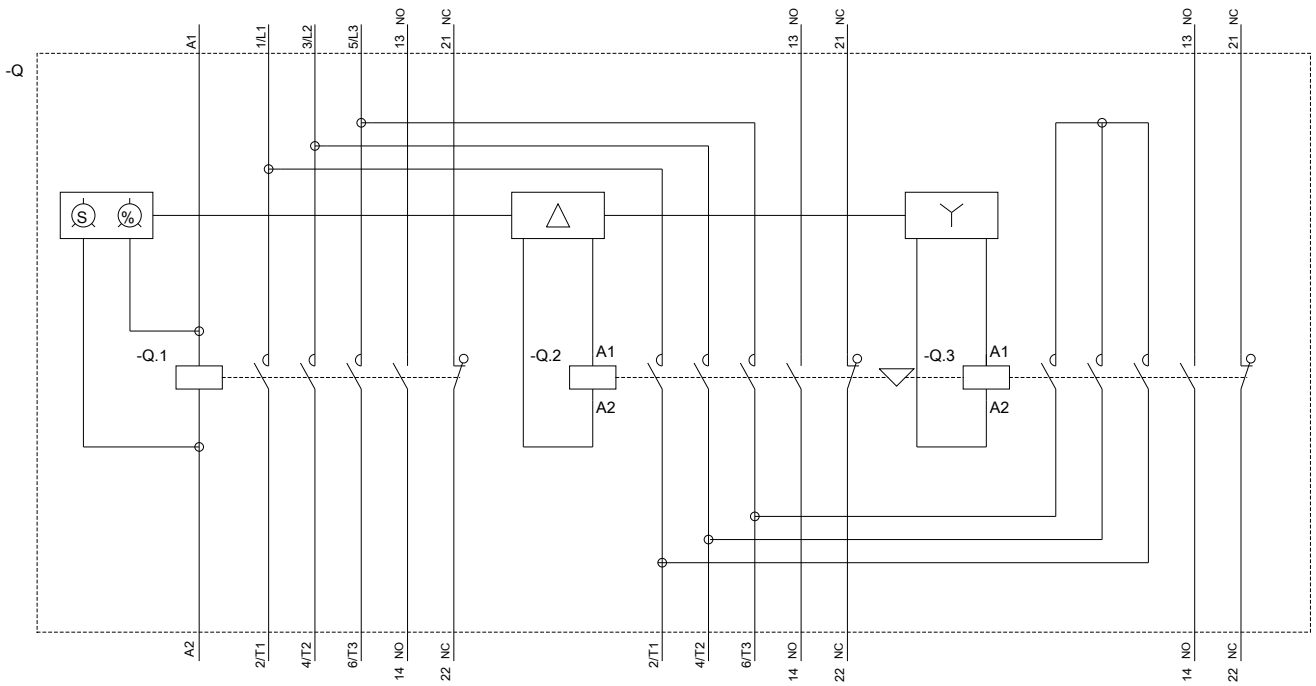 A1
1/L1
3/L2
5/L3
13 NO
21 NC
13 NO
21 NC
13 NO
21 NC
-Q
S
%
-Q.1
-Q.2
A1
A2
-Q.3
A1
A2
A2
2/T1
4/T2
6/T3
14 NO
22 NC
2/T1
4/T2
6/T3
14 NO
22 NC
14 NO
22 NC